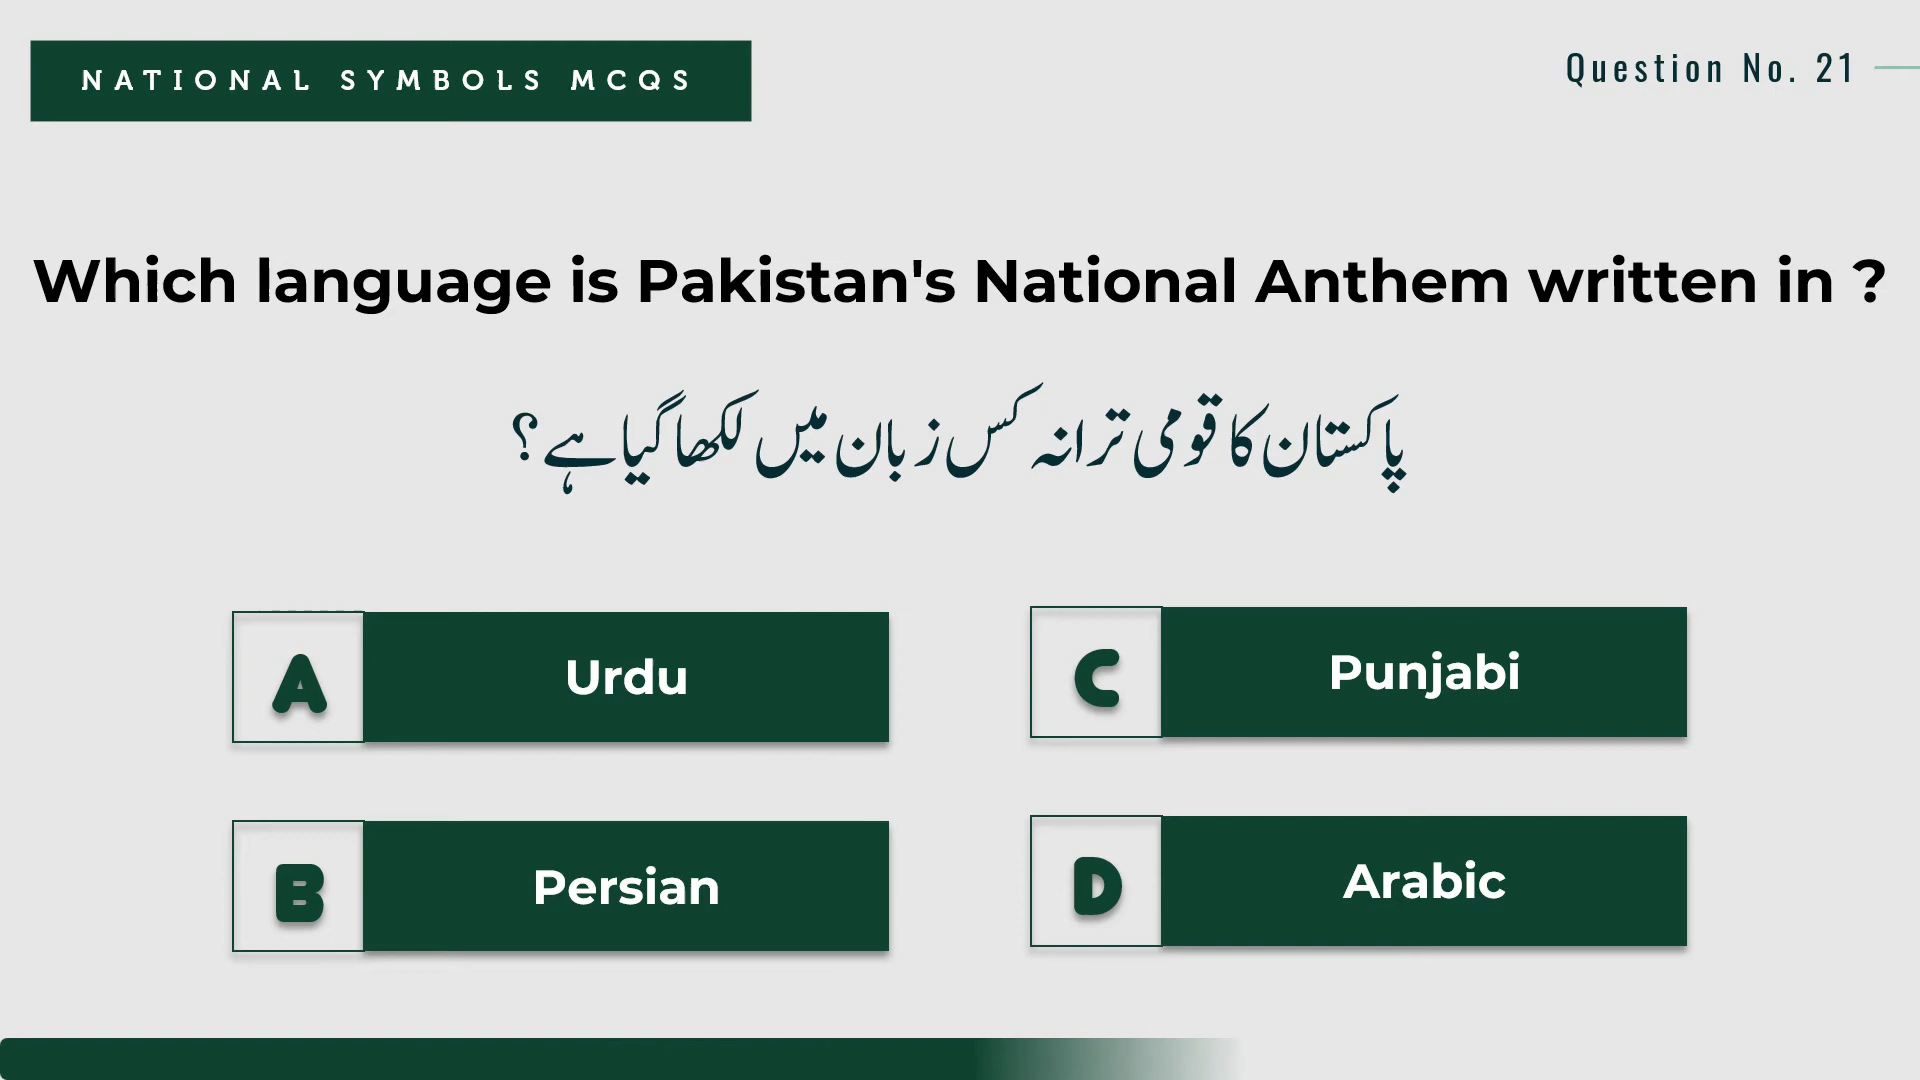 NATIONAL SYMBOLS MCQS
Question No. 21
Which language is Pakistan's National Anthem written in ?
پاکستان کا قومی ترانہ کس زبان میں لکھا گیا ہے ؟
A Urdu
C Punjabi
B Persian
D Arabic